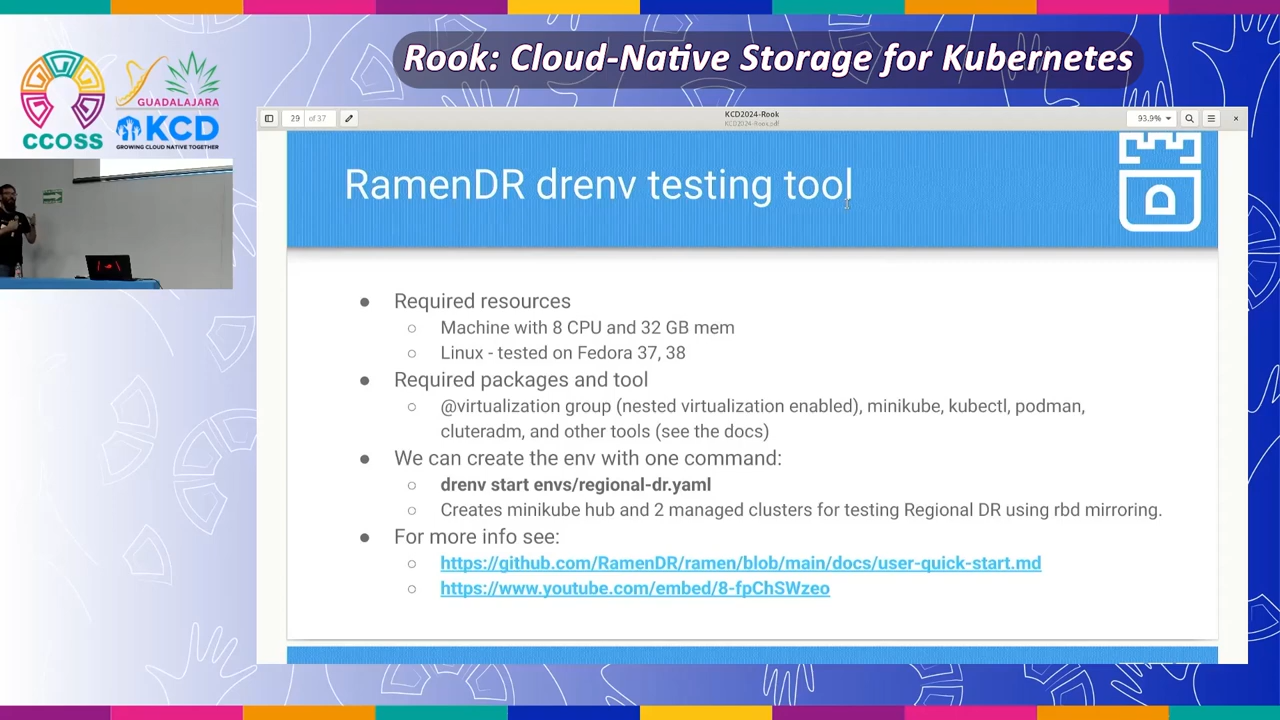 Rook: Cloud-Native Storage for Kubernetes
CCOSS
GUADALAJARA
KCD
GROWING CLOUD NATIVE TOGETHER
29 of 37
KCD2024-Rook
KCD2024-Rook.pdf
93.9%
RamenDR drenv testing tool
● Required resources
○ Machine with 8 CPU and 32 GB mem
○ Linux - tested on Fedora 37, 38
● Required packages and tool
○ @virtualization group (nested virtualization enabled), minikube, kubectl, podman,
cluteradm, and other tools (see the docs)
● We can create the env with one command:
○ drenv start envs/regional-dr.yaml
○ Creates minikube hub and 2 managed clusters for testing Regional DR using rbd mirroring.
● For more info see:
○ https://github.com/RamenDR/ramen/blob/main/docs/user-quick-start.md
○ https://www.youtube.com/embed/8-fpChSWzeo